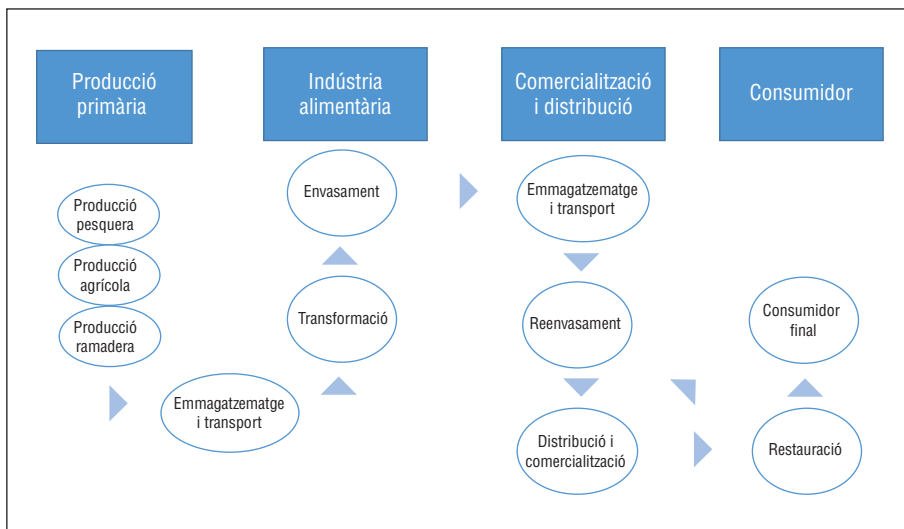 Producció
primària
Indústria
alimentària
Comercialització
i distribució
Consumidor
Producció
pesquera
Producció
agrícola
Producció
ramadera
Emmagatzematge
i transport
Envasament
Transformació
Emmagatzematge
i transport
Reenvasament
Distribució i
comercialització
Consumidor
final
Restauració